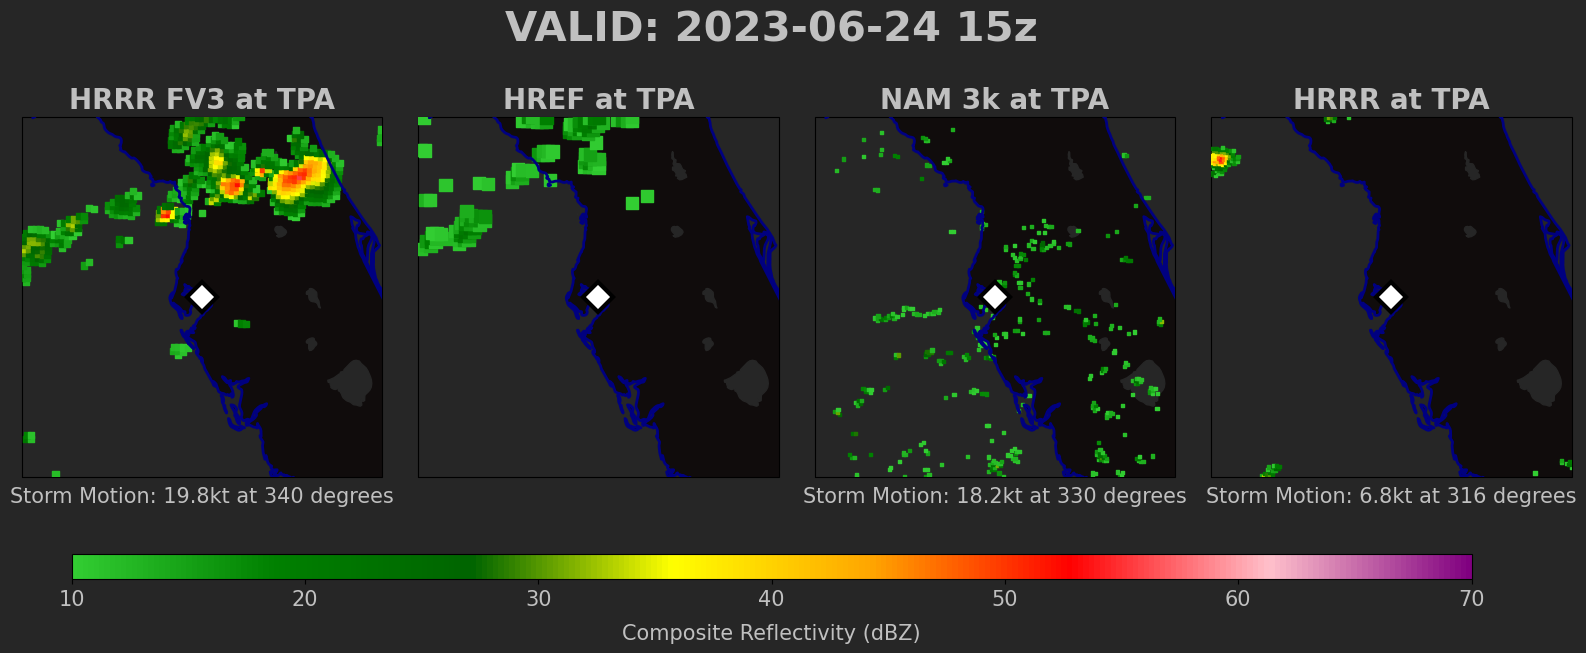 VALID: 2023-06-24 15z
HRRR FV3 at TPA
HREF at TPA
NAM 3k at TPA
HRRR at TPA
Storm Motion: 19.8kt at 340 degrees
Storm Motion: 18.2kt at 330 degrees
Storm Motion: 6.8kt at 316 degrees
10 20 30 40 50 60 70
Composite Reflectivity (dBZ)